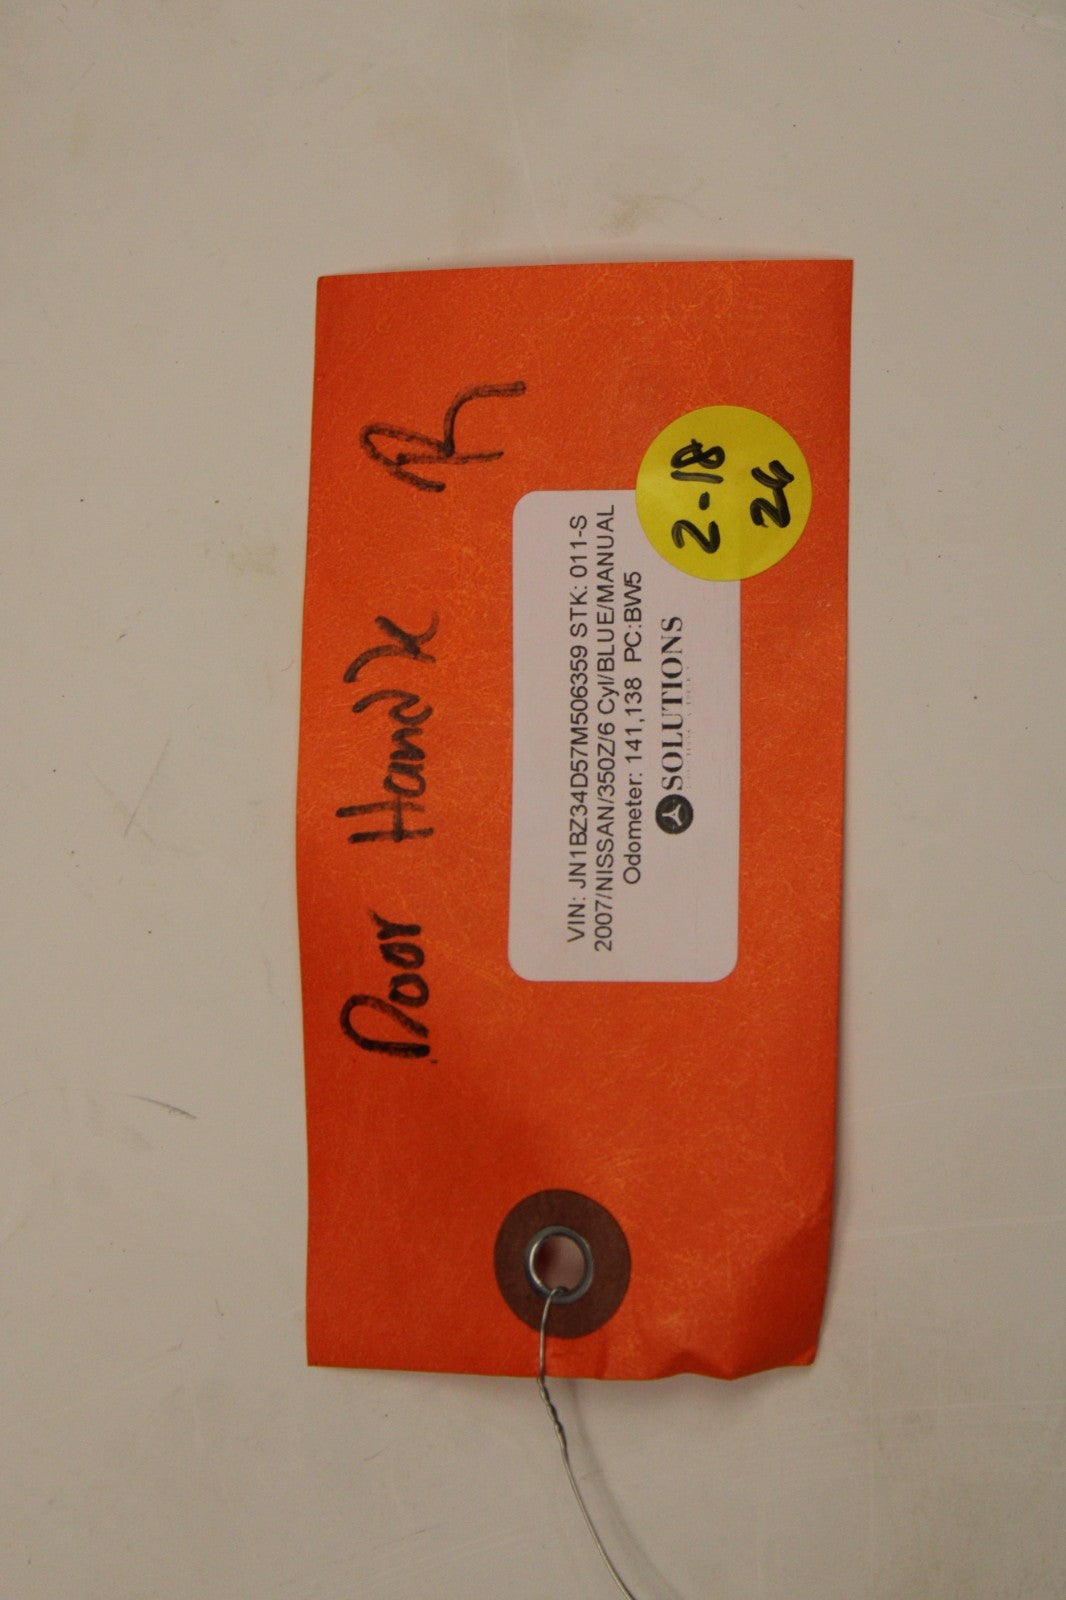 Door Handle R
2-18
26
VIN: JN1BZ34D57M506359 STK: 011-S
2007/NISSAN/350Z/6 Cyl/BLUE/MANUAL
Odometer: 141,138 PC:BW5
SOLUTIONS